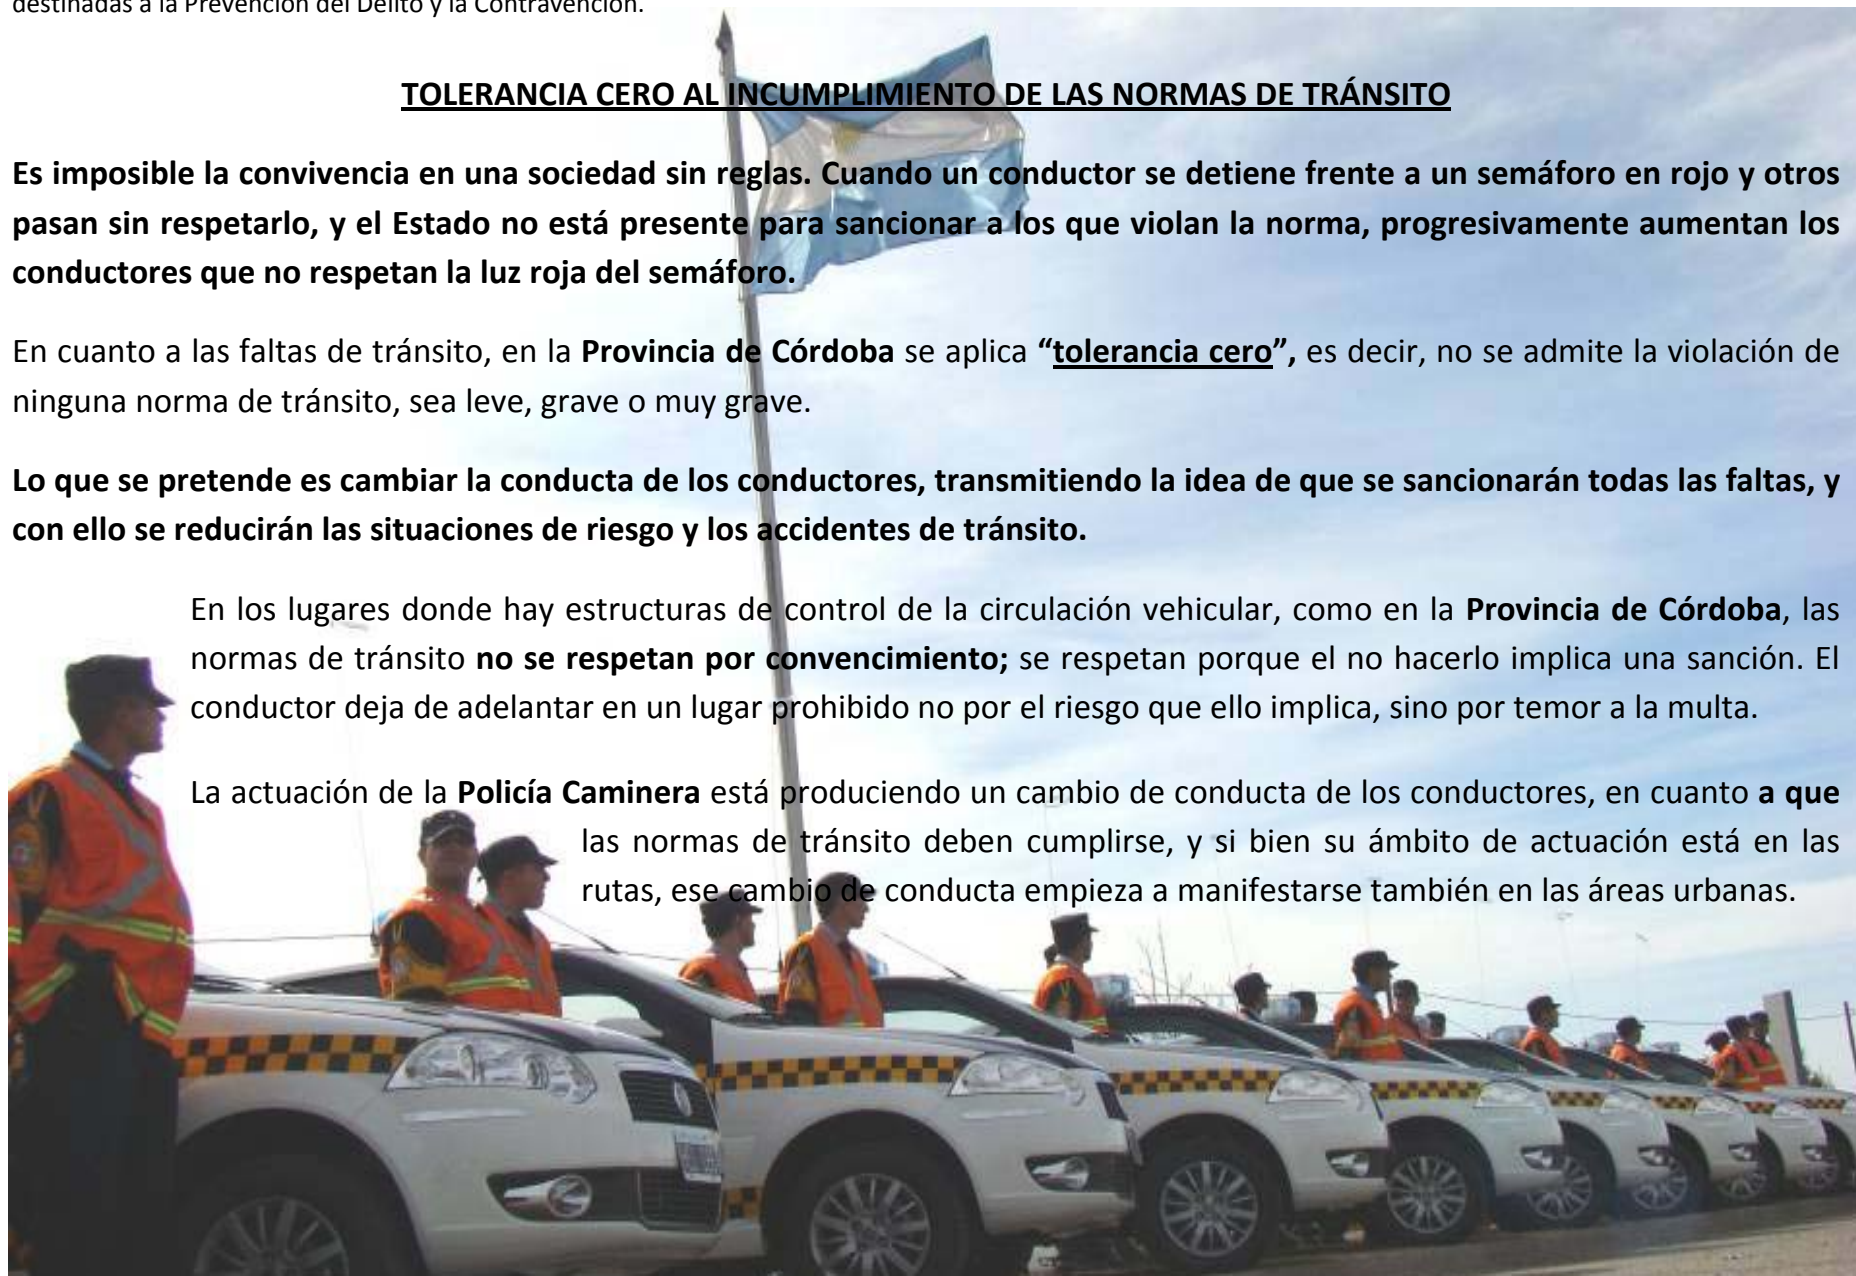 destinadas a la Prevención del Delito y la Contravención.
TOLERANCIA CERO AL INCUMPLIMIENTO DE LAS NORMAS DE TRÁNSITO
Es imposible la convivencia en una sociedad sin reglas. Cuando un conductor se detiene frente a un semáforo en rojo y otros
pasan sin respetarlo, y el Estado no está presente para sancionar a los que violan la norma, progresivamente aumentan los
conductores que no respetan la luz roja del semáforo.
En cuanto a las faltas de tránsito, en la Provincia de Córdoba se aplica “tolerancia cero”, es decir, no se admite la violación de
ninguna norma de tránsito, sea leve, grave o muy grave.
Lo que se pretende es cambiar la conducta de los conductores, transmitiendo la idea de que se sancionarán todas las faltas, y
con ello se reducirán las situaciones de riesgo y los accidentes de tránsito.
En los lugares donde hay estructuras de control de la circulación vehicular, como en la Provincia de Córdoba, las
normas de tránsito no se respetan por convencimiento; se respetan porque el no hacerlo implica una sanción. El
conductor deja de adelantar en un lugar prohibido no por el riesgo que ello implica, sino por temor a la multa.
La actuación de la Policía Caminera está produciendo un cambio de conducta de los conductores, en cuanto a que
las normas de tránsito deben cumplirse, y si bien su ámbito de actuación está en las
rutas, ese cambio de conducta empieza a manifestarse también en las áreas urbanas.